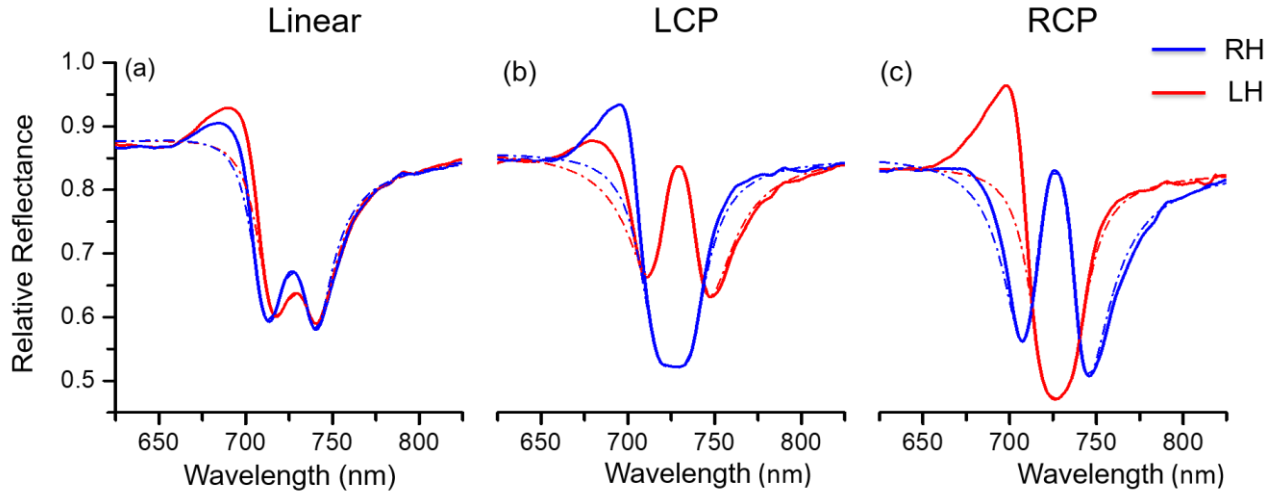 Linear
LCP
RCP
(a)
(b)
(c)
RH
LH
Relative Reflectance
1.0
0.9
0.8
0.7
0.6
0.5
650
700
750
800
650
700
750
800
650
700
750
800
Wavelength (nm)
Wavelength (nm)
Wavelength (nm)